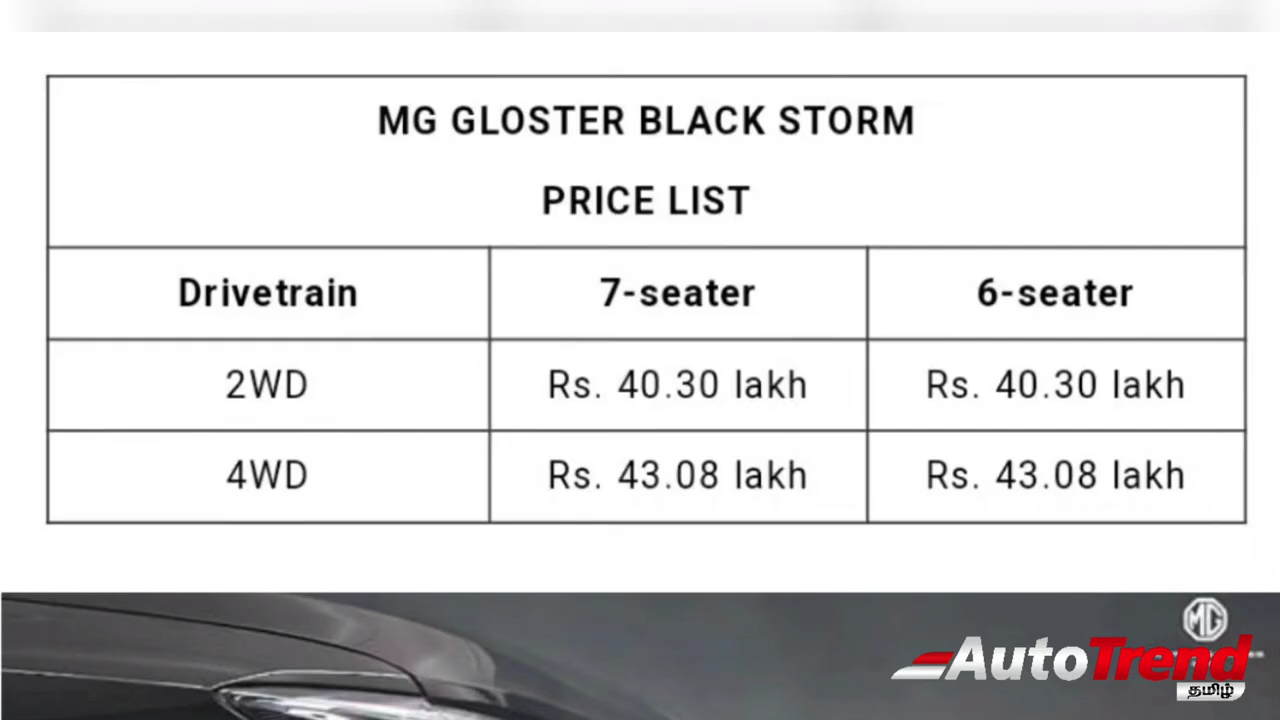 MG GLOSTER BLACK STORM
PRICE LIST
Drivetrain 7-seater 6-seater
2WD Rs. 40.30 lakh Rs. 40.30 lakh
4WD Rs. 43.08 lakh Rs. 43.08 lakh
MG
AutoTrend
தமிழ்